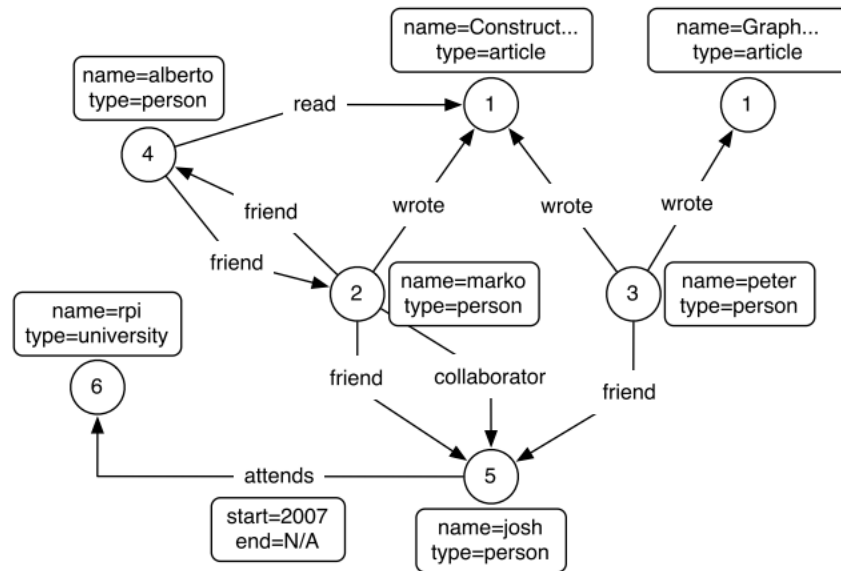 name=Construct...
type=article
name=Graph...
type=article
name=alberto
type=person
read
1
1
4
friend
wrote
wrote
wrote
friend
2
name=marko
type=person
3
name=peter
type=person
name=rpi
type=university
6
friend
collaborator
friend
attends
5
start=2007
end=N/A
name=josh
type=person